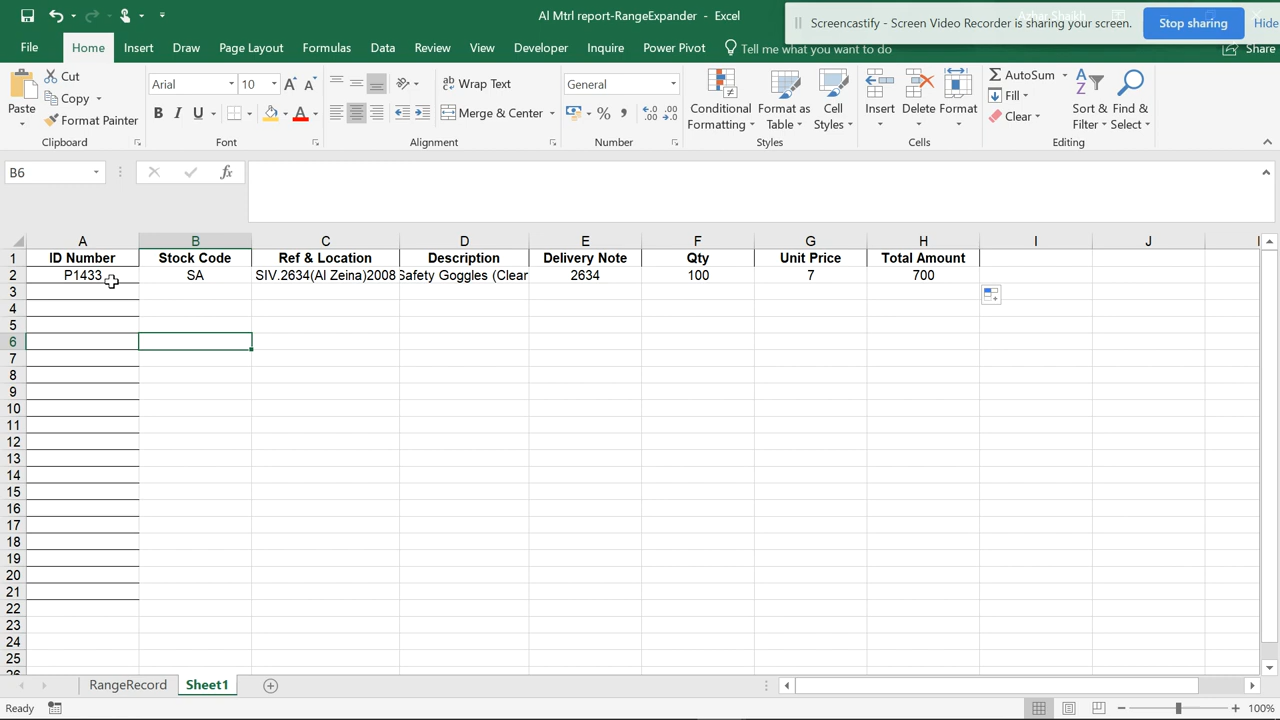 Al Mtrl report-RangeExpander - Excel
Screencastify - Screen Video Recorder is sharing your screen.
Stop sharing
Hide
File Home Insert Draw Page Layout Formulas Data Review View Developer Inquire Power Pivot Tell me what you want to do Share
Cut
Copy
Format Painter
Paste
Arial 10
B I U
Wrap Text
Merge & Center
General
% ,
Conditional Formatting
Format as Table
Cell Styles
Insert Delete Format
AutoSum
Fill
Clear
Sort & Filter
Find & Select
Clipboard Font Alignment Number Styles Cells Editing
B6 fx
A B C D E F G H I J
1 ID Number Stock Code Ref & Location Description Delivery Note Qty Unit Price Total Amount
2 P1433 SA SIV.2634(Al Zeina)2008 Safety Goggles (Clear 2634 100 7 700
3
4
5
6
7
8
9
10
11
12
13
14
15
16
17
18
19
20
21
22
23
24
25
RangeRecord Sheet1
Ready 100%